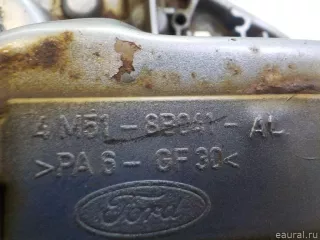 4M51-8B041-AL
>PA 6-GF 30<
Ford
eaural.ru